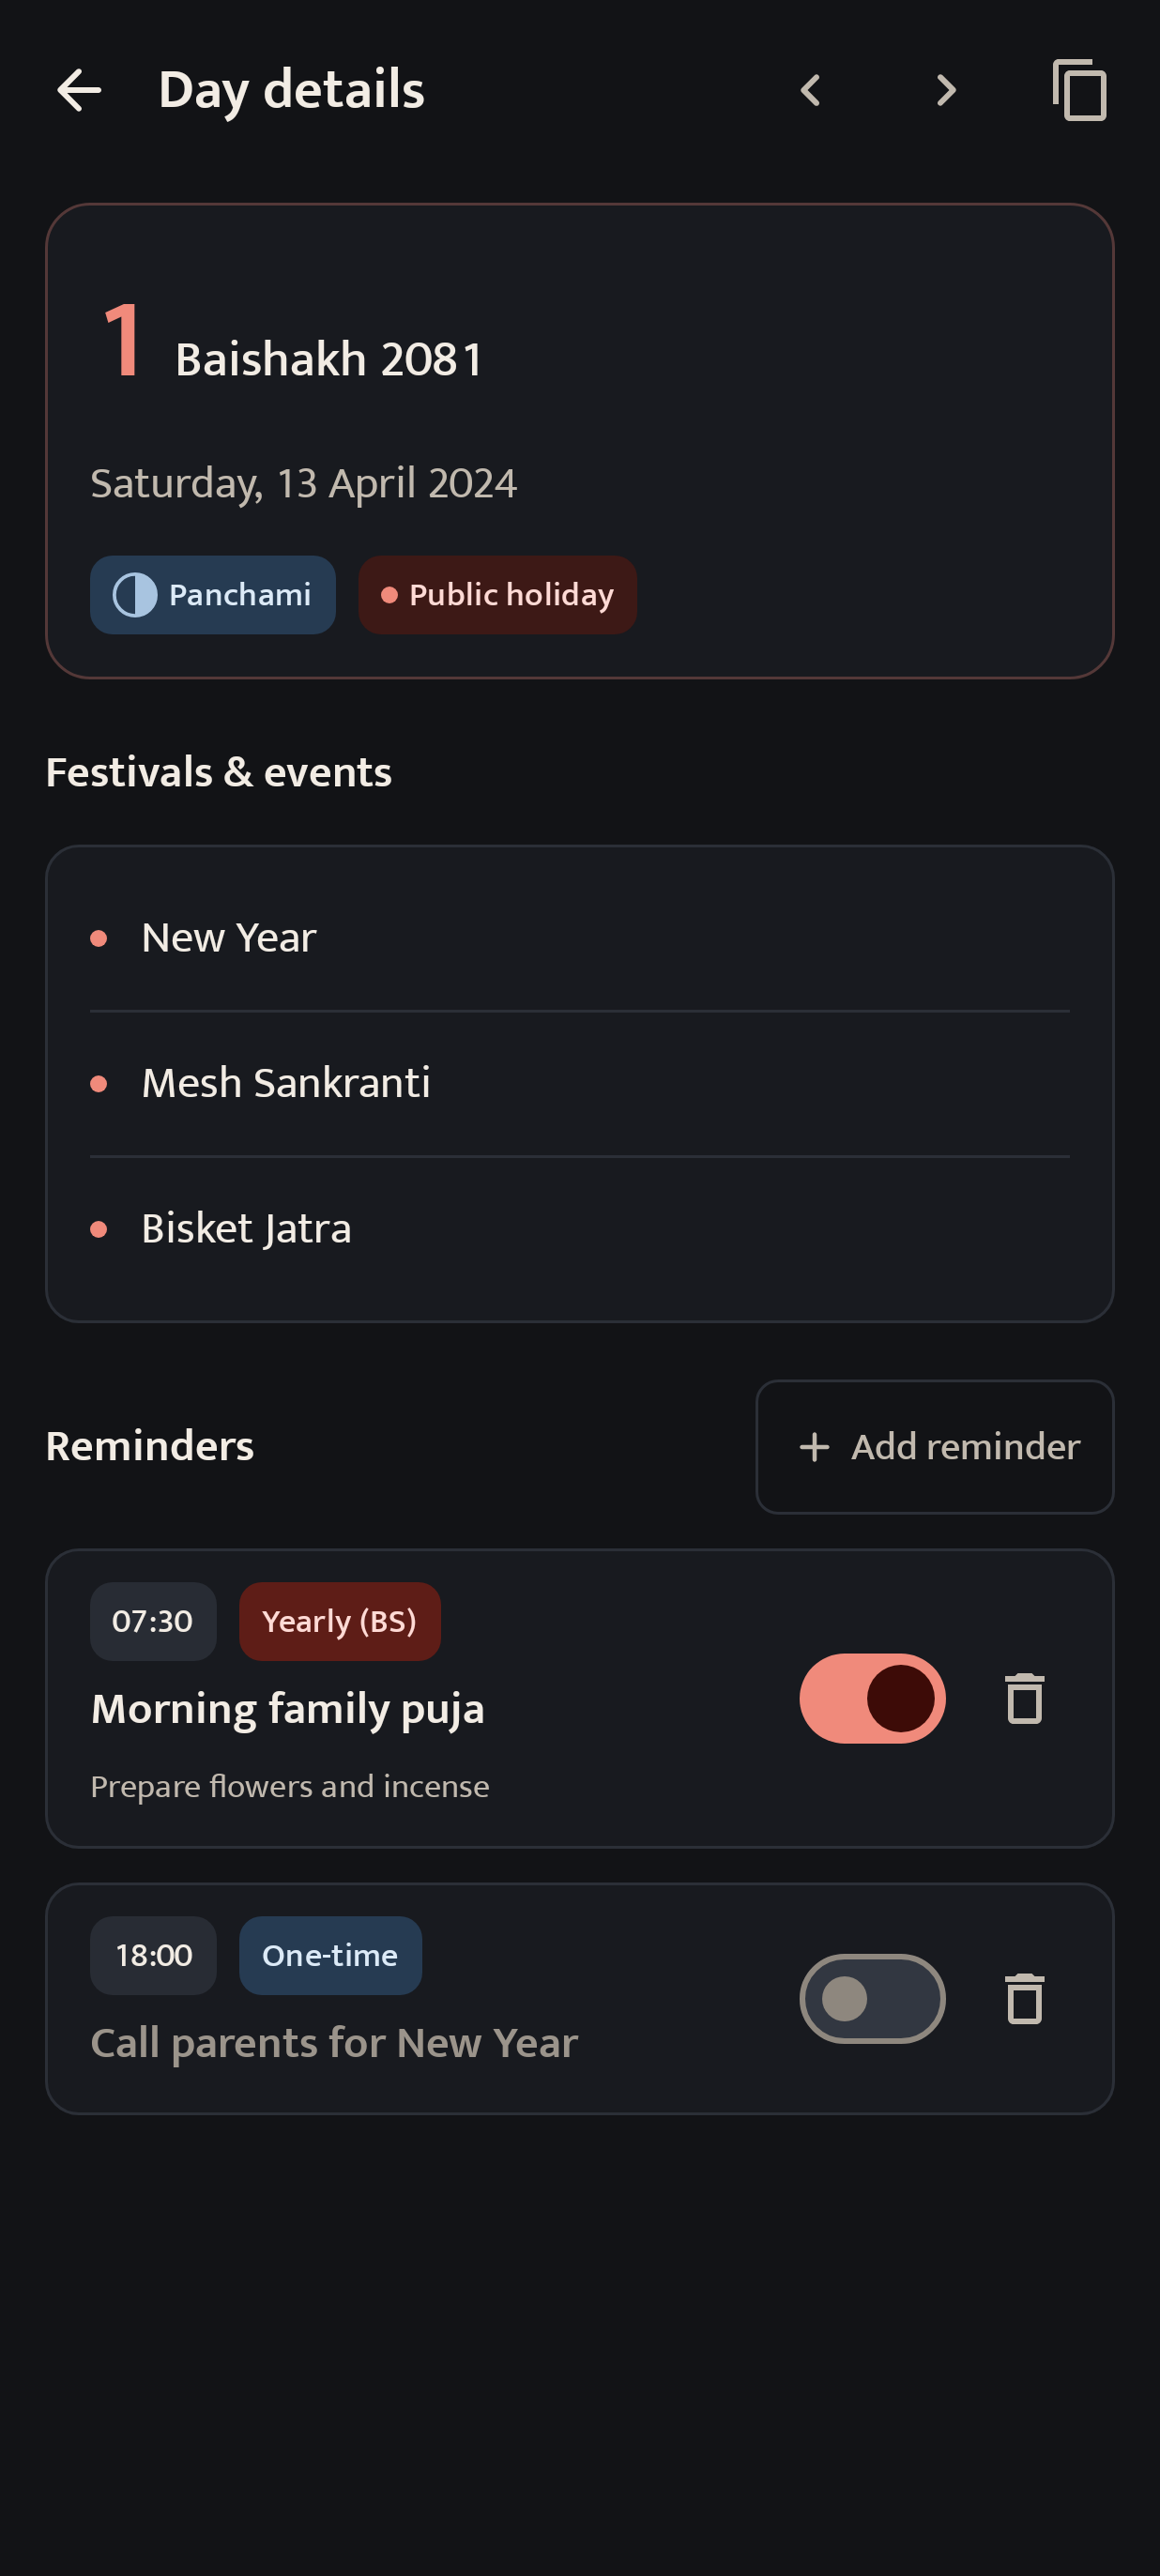 Day details
1 Baishakh 2081
Saturday, 13 April 2024
Panchami Public holiday
Festivals & events
New Year
Mesh Sankranti
Bisket Jatra
Reminders
Add reminder
07:30 Yearly (BS)
Morning family puja
Prepare flowers and incense
18:00 One-time
Call parents for New Year